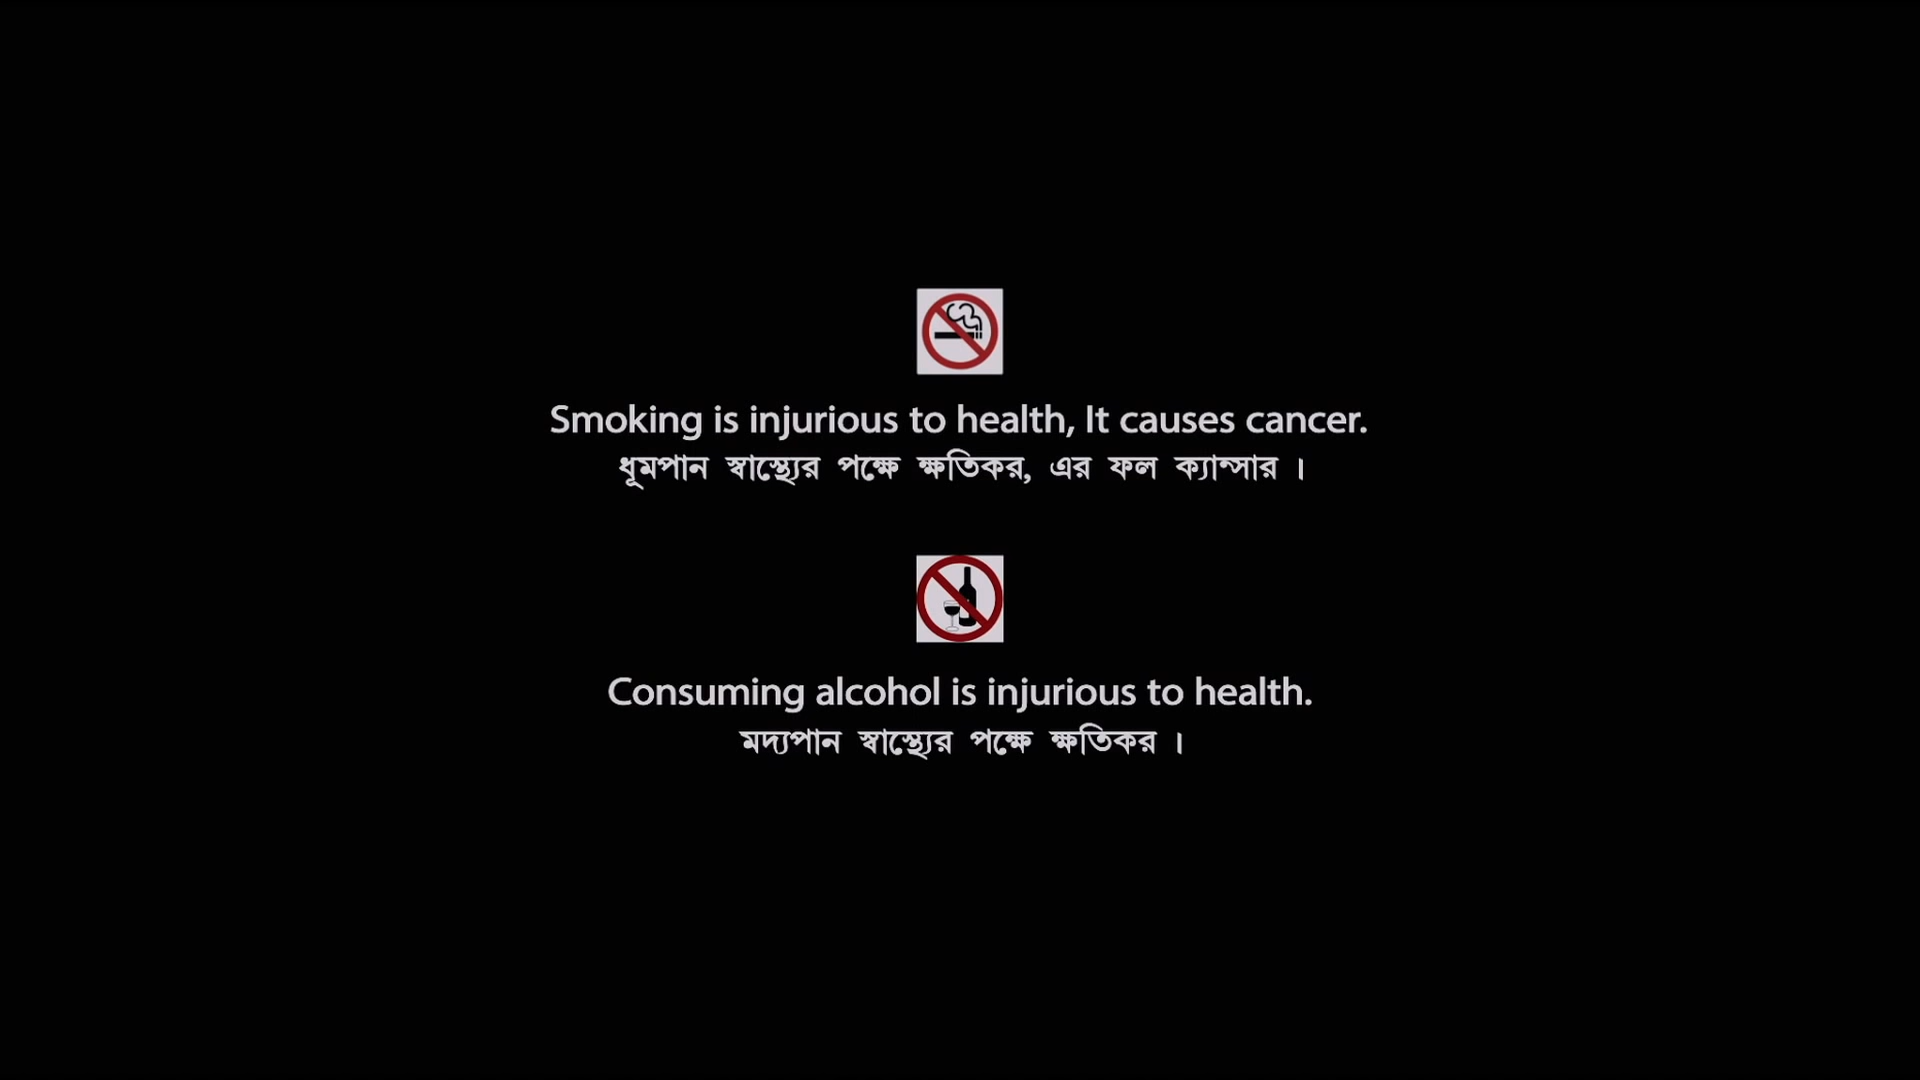 Smoking is injurious to health, It causes cancer.
ধূমপান স্বাস্থ্যের পক্ষে ক্ষতিকর, এর ফল ক্যান্সার ।
Consuming alcohol is injurious to health.
মদ্যপান স্বাস্থ্যের পক্ষে ক্ষতিকর ।